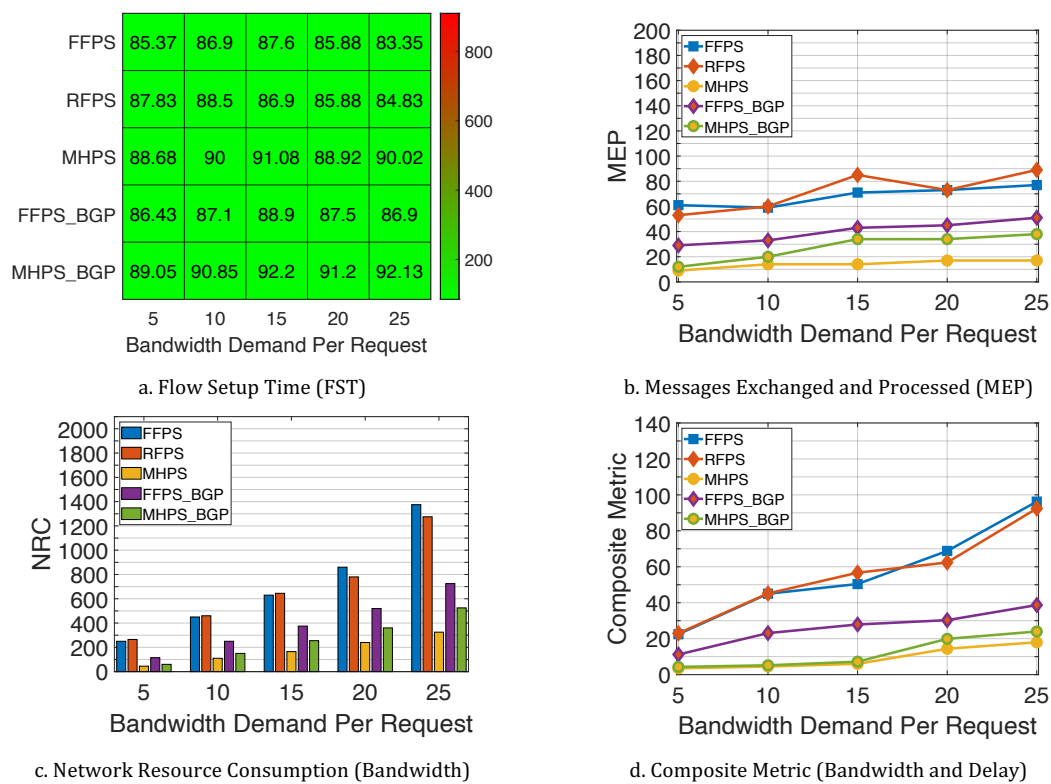 FFPS 85.37 86.9 87.6 85.88 83.35
RFPS 87.83 88.5 86.9 85.88 84.83
MHPS 88.68 90 91.08 88.92 90.02
FFPS_BGP 86.43 87.1 88.9 87.5 86.9
MHPS_BGP 89.05 90.85 92.2 91.2 92.13
5 10 15 20 25
Bandwidth Demand Per Request
800
600
400
200
a. Flow Setup Time (FST)
200
180
160
140
120
100
80
60
40
20
0
MEP
FFPS
RFPS
MHPS
FFPS_BGP
MHPS_BGP
5 10 15 20 25
Bandwidth Demand Per Request
b. Messages Exchanged and Processed (MEP)
2000
1800
1600
1400
1200
1000
800
600
400
200
0
NRC
FFPS
RFPS
MHPS
FFPS_BGP
MHPS_BGP
5 10 15 20 25
Bandwidth Demand Per Request
c. Network Resource Consumption (Bandwidth)
140
120
100
80
60
40
20
0
Composite Metric
FFPS
RFPS
MHPS
FFPS_BGP
MHPS_BGP
5 10 15 20 25
Bandwidth Demand Per Request
d. Composite Metric (Bandwidth and Delay)